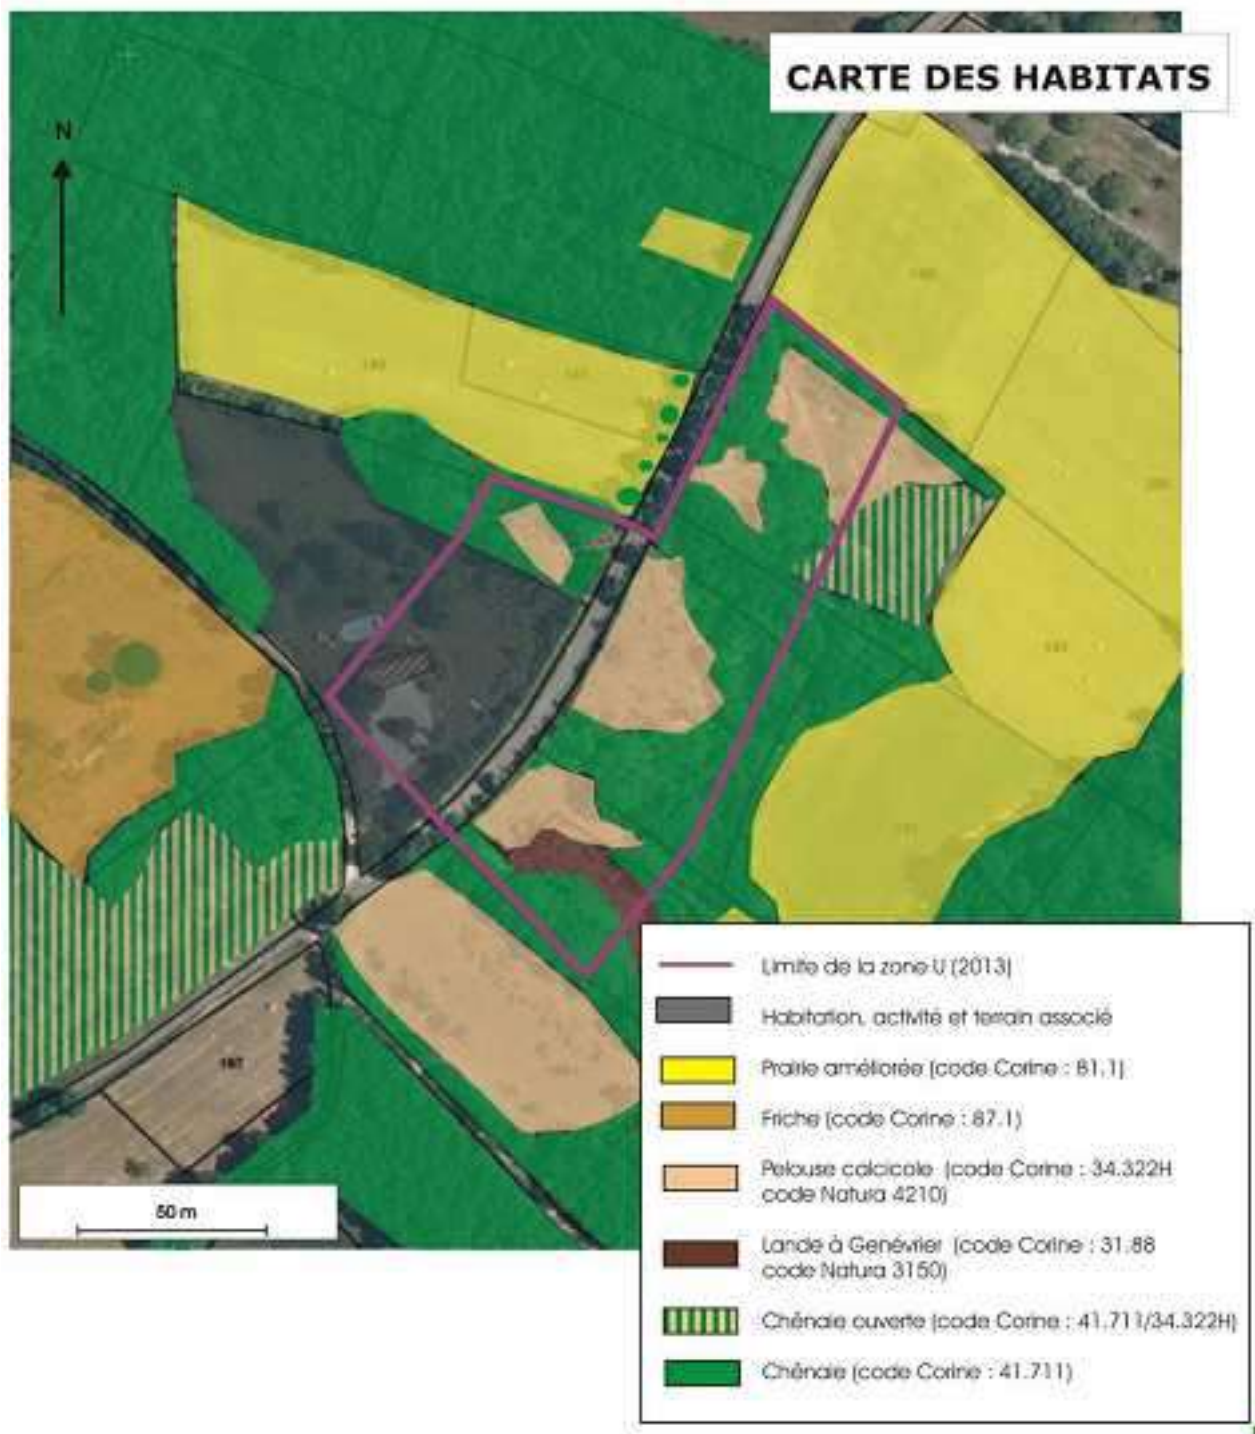 CARTE DES HABITATS
N
187
50 m
Limite de la zone U (2013)
Habitation, activité et terrain associé
Prairie améliorée (code Corine : 81.1)
Friche (code Corine : 87.1)
Pelouse calcicole (code Corine : 34.322H
code Natura 4210)
Lande à Genévrier (code Corine : 31.88
code Natura 3150)
Chênaie ouverte (code Corine : 41.711/34.322H)
Chênaie (code Corine : 41.711)